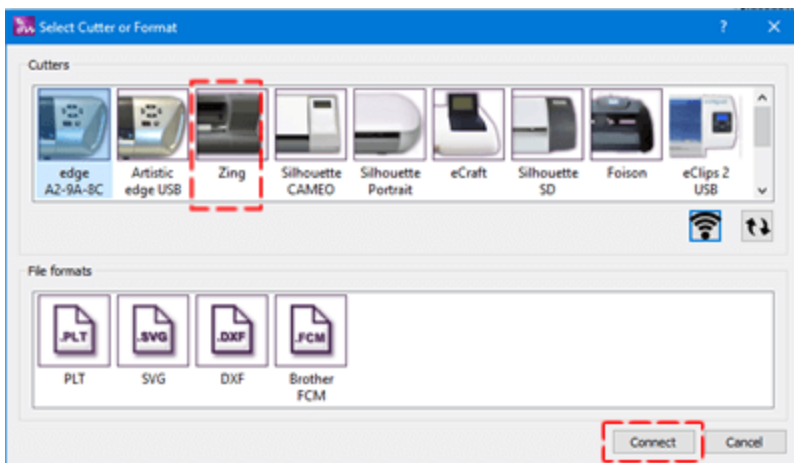 Select Cutter or Format
?
Cutters
edge
A2-9A-8C
Artistic
edge USB
Zing
Silhouette
CAMEO
Silhouette
Portrait
eCraft
Silhouette
SD
Foison
eClips 2
USB
File formats
.PLT
.SVG
.DXF
.FCM
PLT
SVG
DXF
Brother
FCM
Connect
Cancel